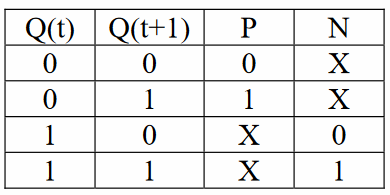 Q(t) Q(t+1) P N
0 0 0 X
0 1 1 X
1 0 X 0
1 1 X 1